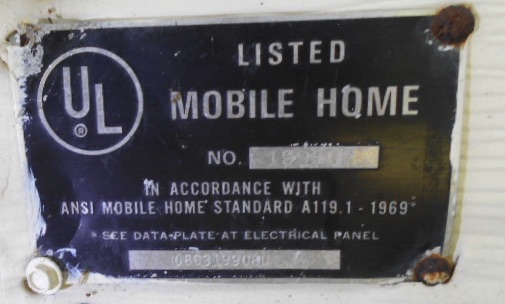 UL®
LISTED
MOBILE HOME
NO.
IN ACCORDANCE WITH
ANSI MOBILE HOME STANDARD A119.1 - 1969
SEE DATA-PLATE AT ELECTRICAL PANEL